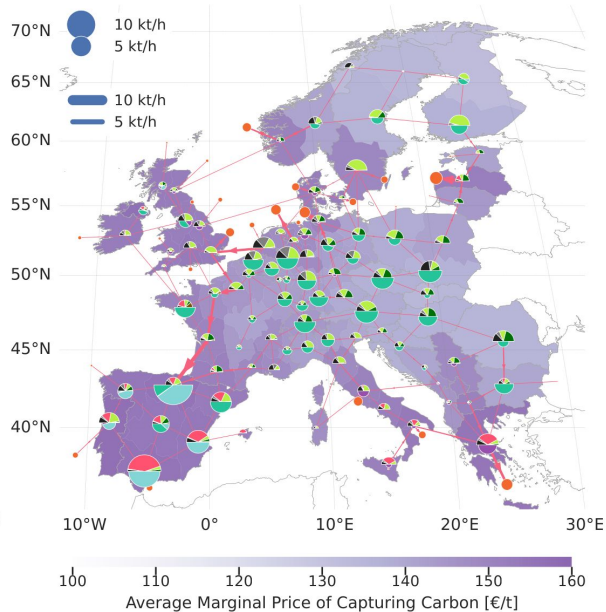 70°N
65°N
60°N
55°N
50°N
45°N
40°N
10 kt/h
5 kt/h
10 kt/h
5 kt/h
10°W
0°
10°E
20°E
30°E
100
110
120
130
140
150
160
Average Marginal Price of Capturing Carbon [€/t]